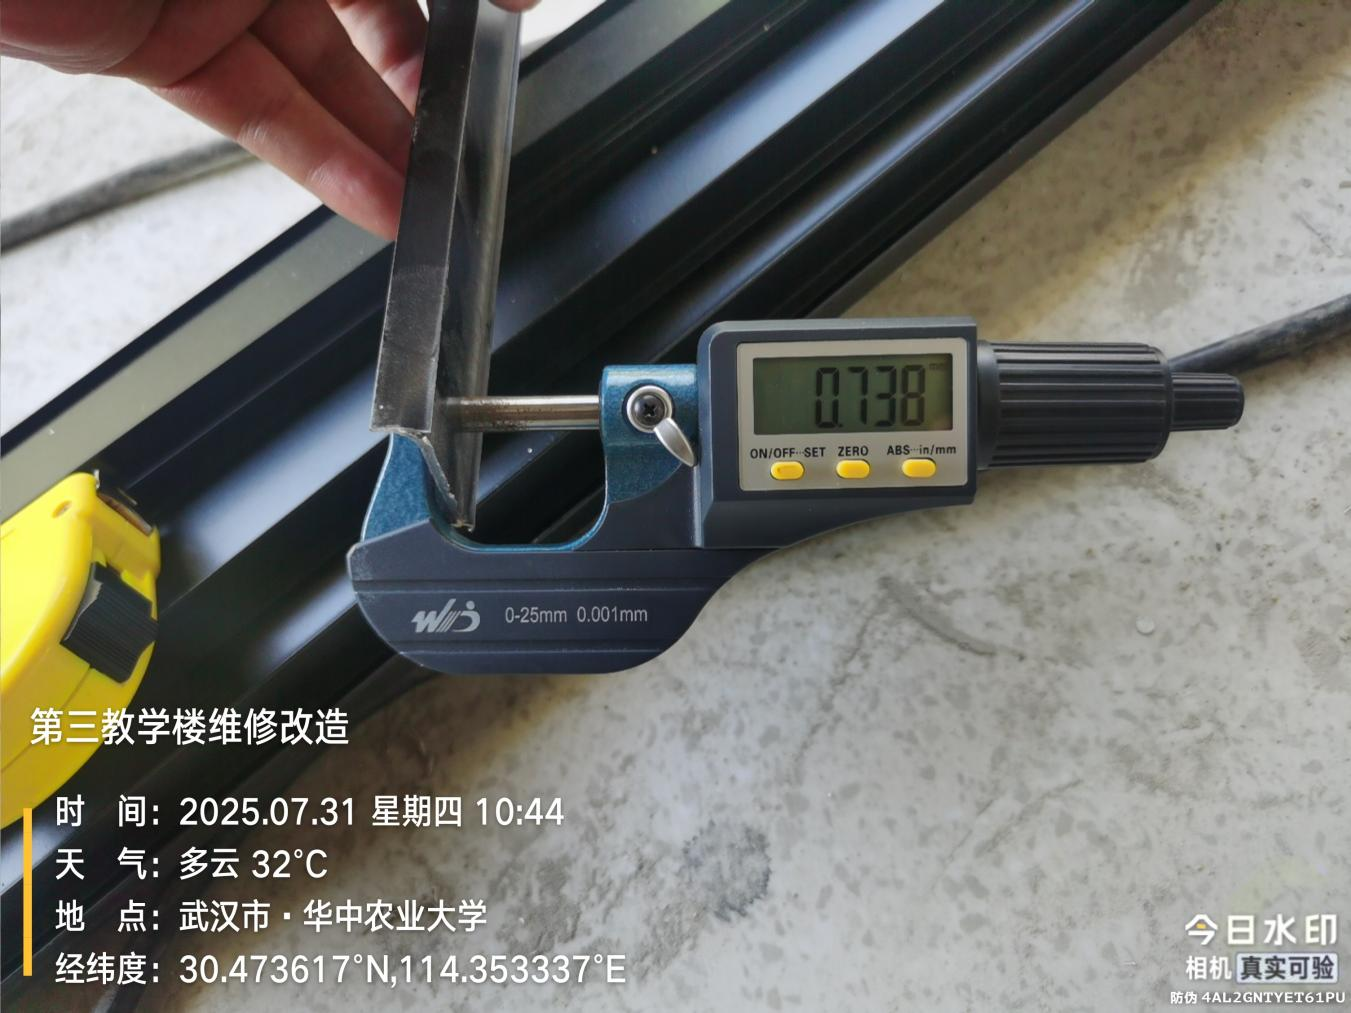 0.738 mm
ON/OFF···SET ZERO ABS···in/mm
0-25mm 0.001mm
第三教学楼维修改造
时 间：2025.07.31 星期四 10:44
天 气：多云 32°C
地 点：武汉市·华中农业大学
经纬度：30.473617°N,114.353337°E
今日水印
相机 真实可验
防伪 4AL2GNTYET61PU